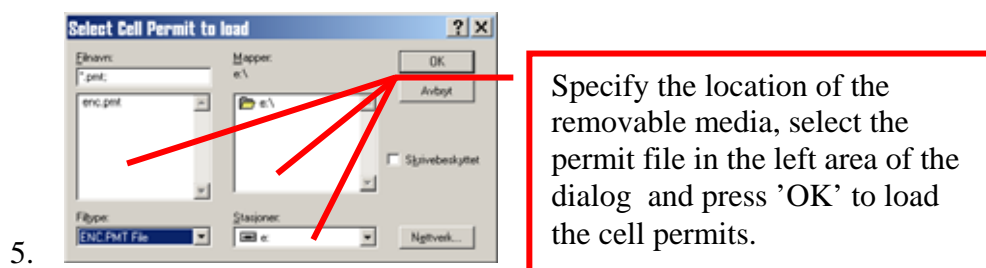 Select Cell Permit to load
Filnavn:
*.pmt;
enc.pmt
Mapper:
e:\
e:\
OK
Avbryt
Skrivebeskyttet
Filtype:
ENC.PMT File
Stasjoner:
e:
Nettverk...
Specify the location of the
removable media, select the
permit file in the left area of the
dialog and press ’OK’ to load
the cell permits.
5.